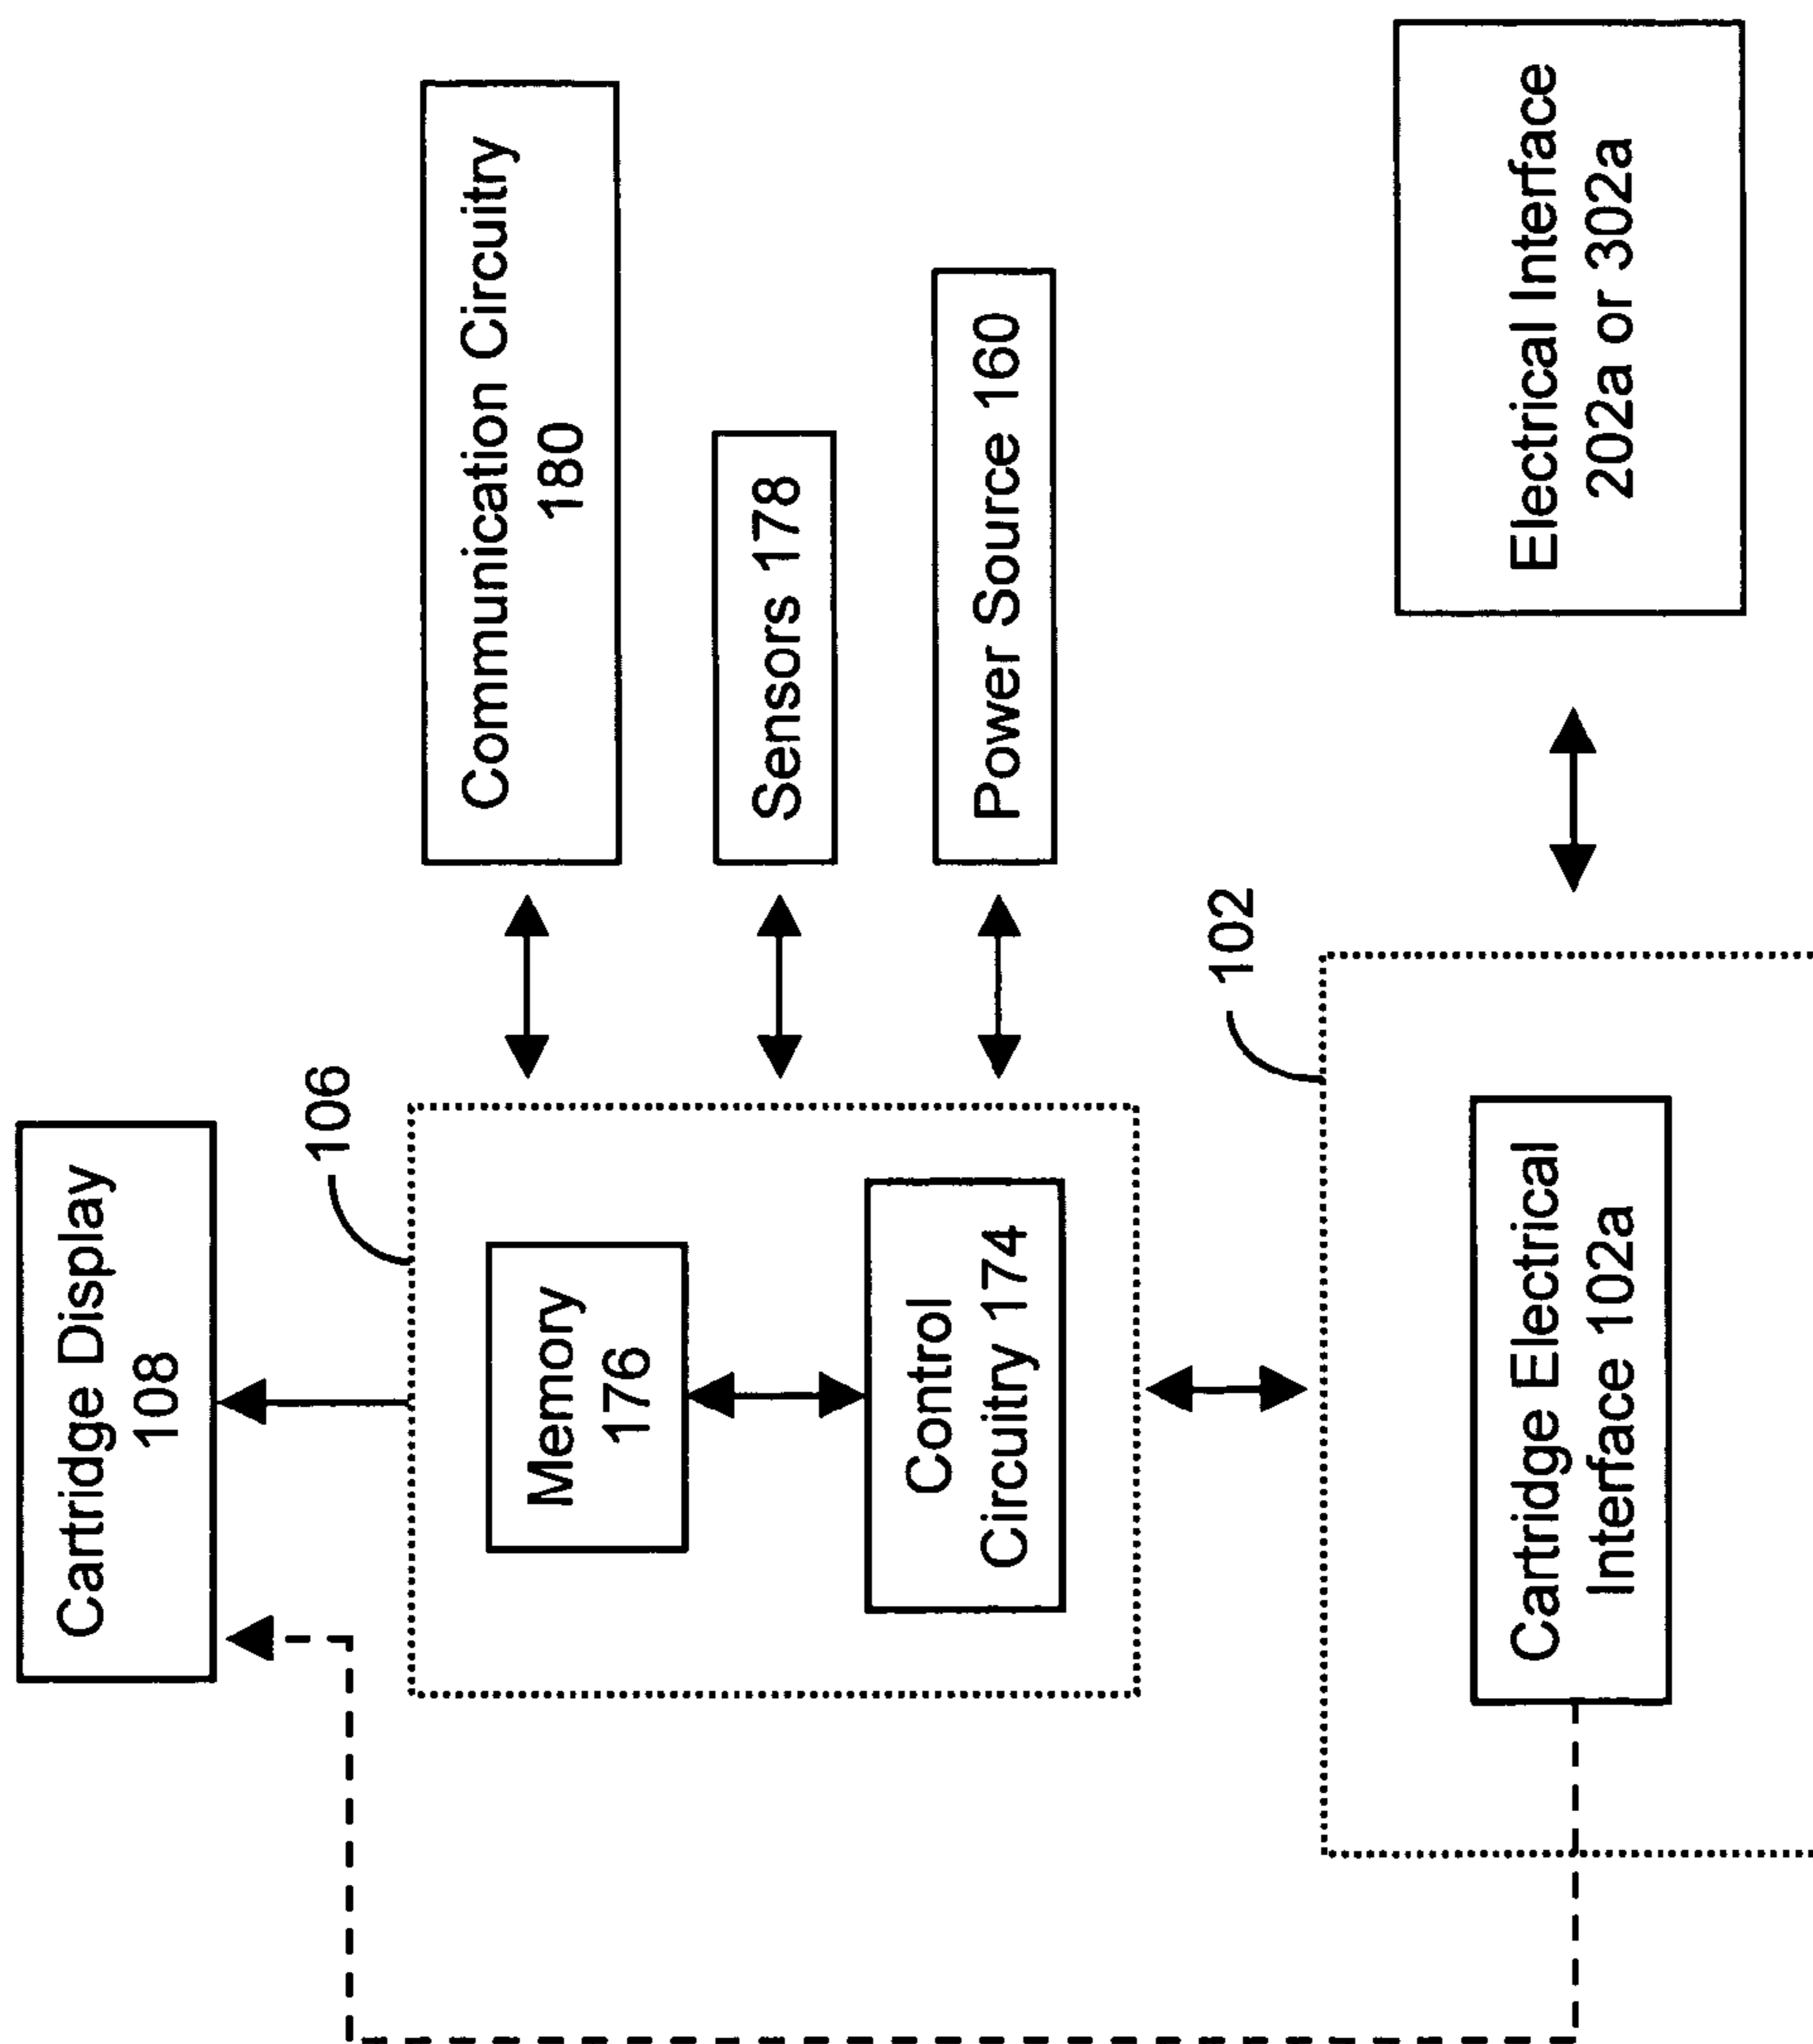 Cartridge Display
108
106
Memory
176
Control
Circuitry 174
Communication Circuitry
180
Sensors 178
Power Source 160
102
Cartridge Electrical
Interface 102a
Electrical Interface
202a or 302a